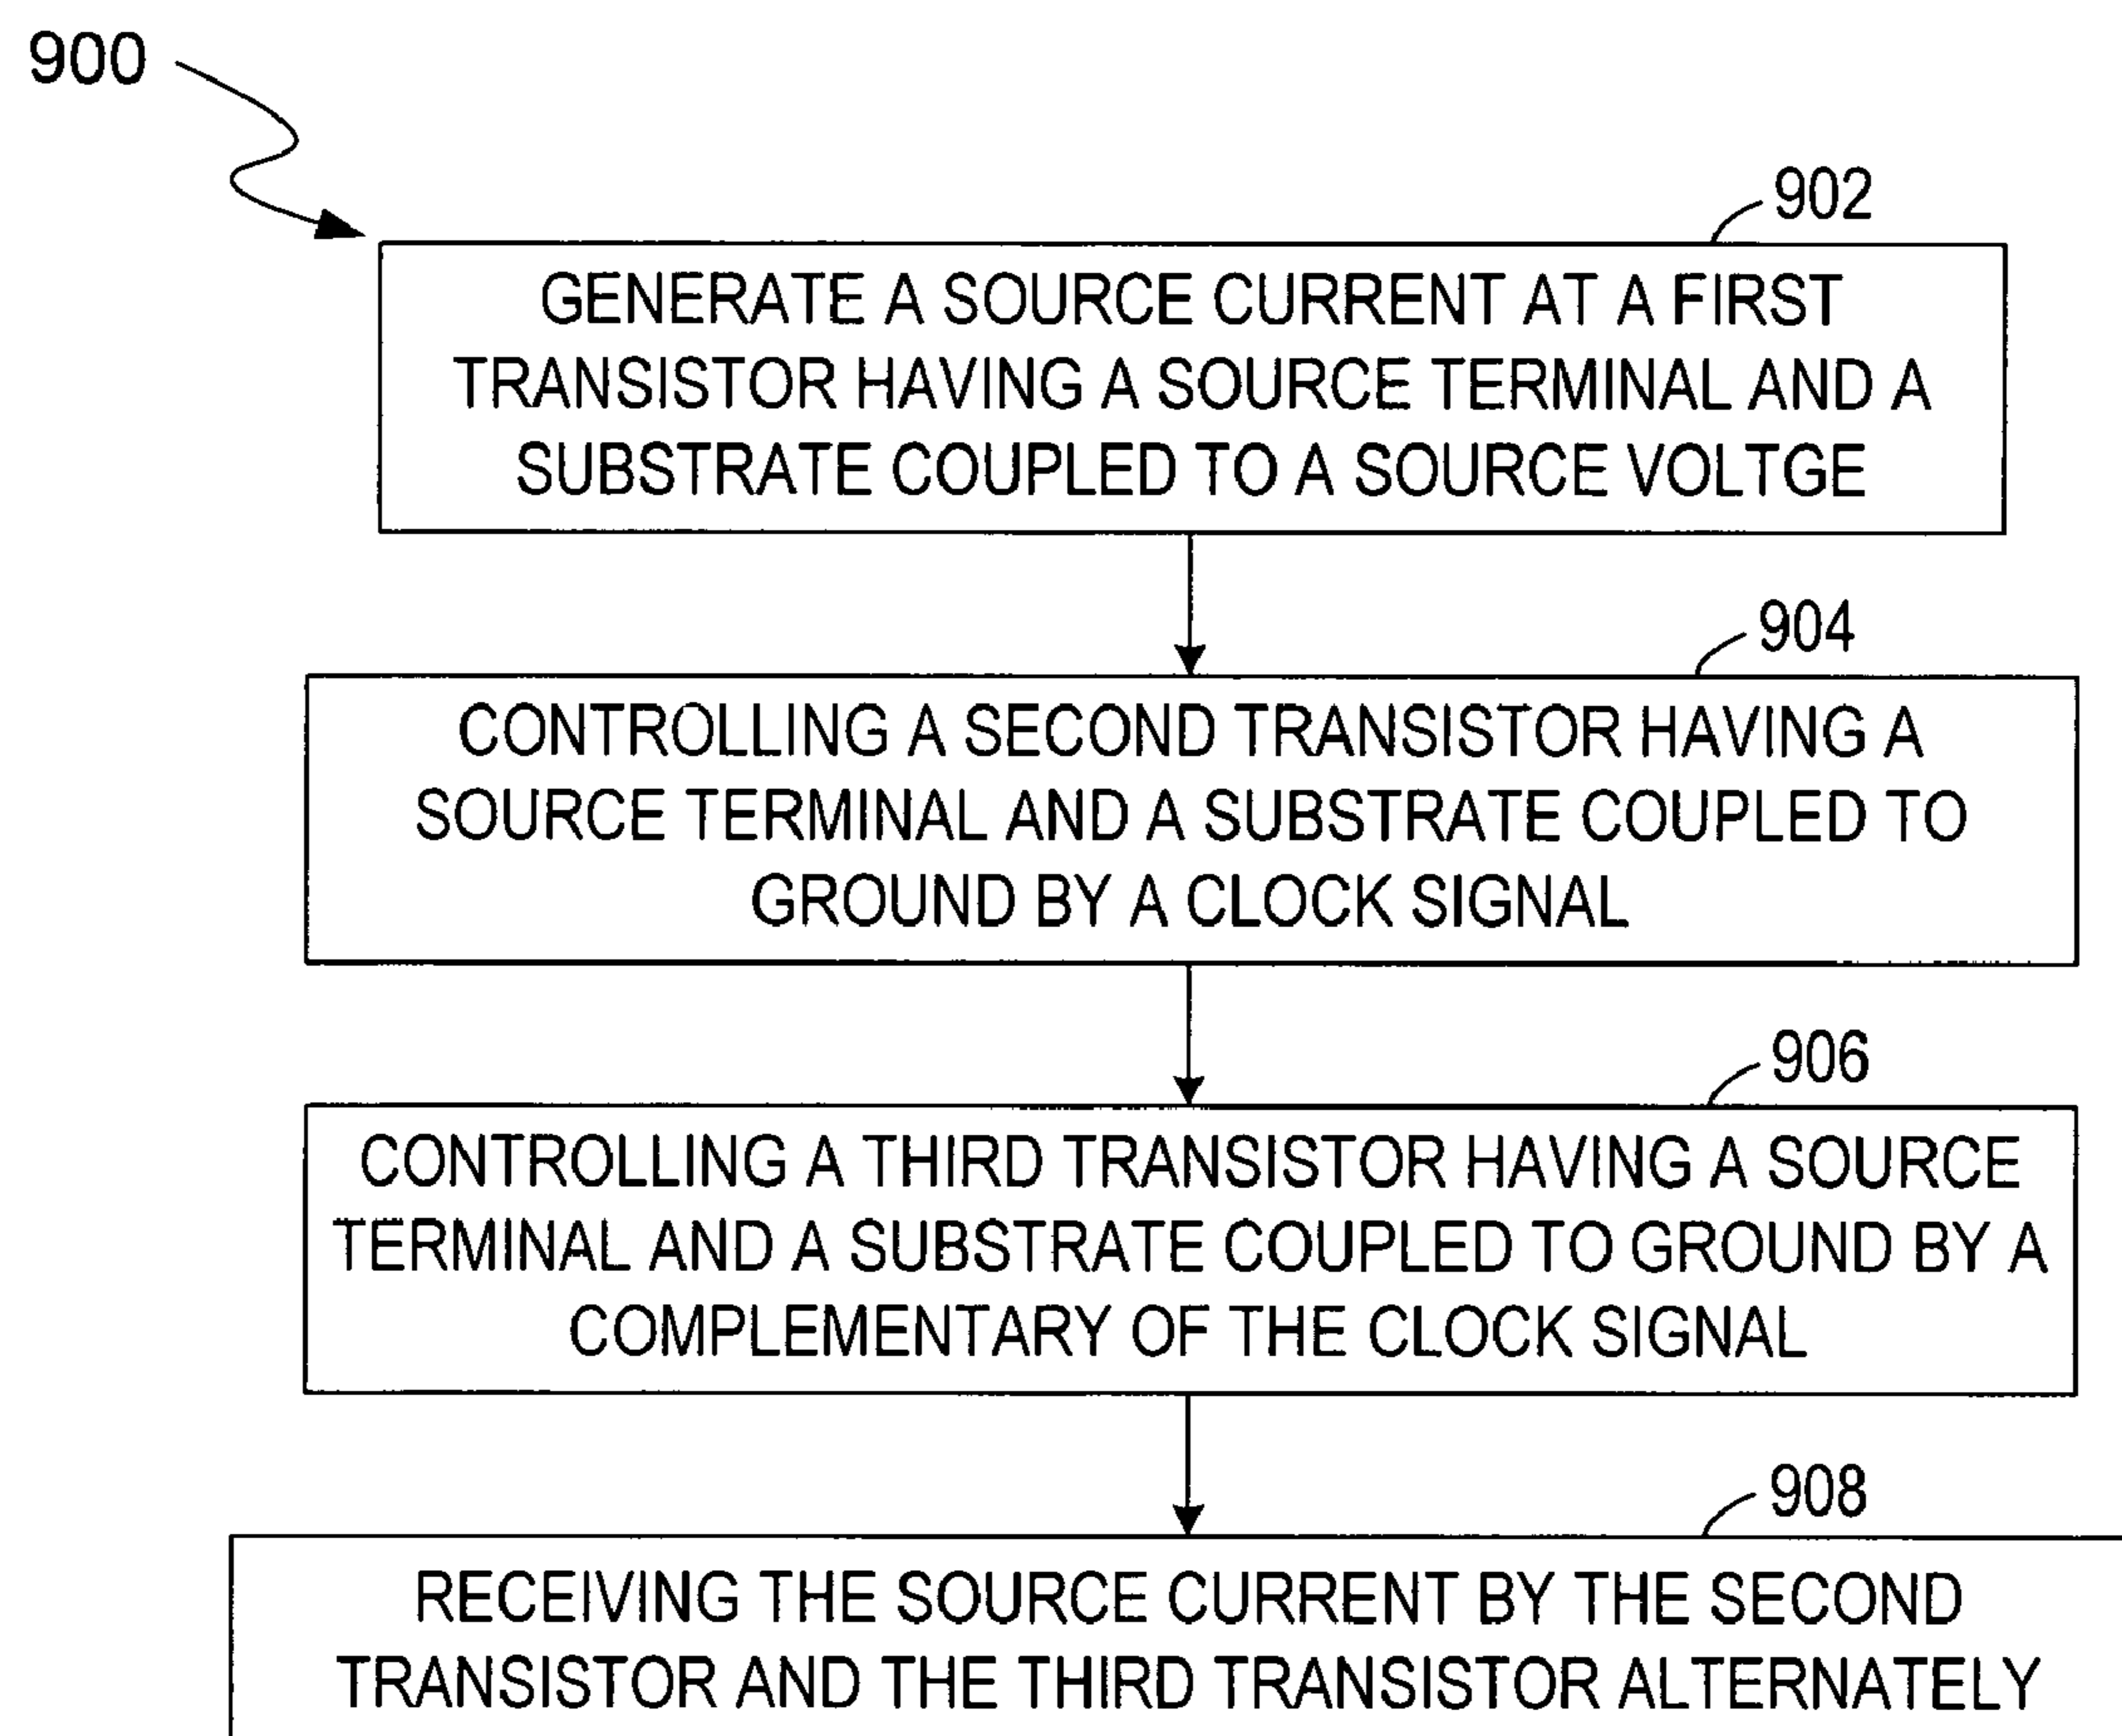 900
902
GENERATE A SOURCE CURRENT AT A FIRST
TRANSISTOR HAVING A SOURCE TERMINAL AND A
SUBSTRATE COUPLED TO A SOURCE VOLTGE
904
CONTROLLING A SECOND TRANSISTOR HAVING A
SOURCE TERMINAL AND A SUBSTRATE COUPLED TO
GROUND BY A CLOCK SIGNAL
906
CONTROLLING A THIRD TRANSISTOR HAVING A SOURCE
TERMINAL AND A SUBSTRATE COUPLED TO GROUND BY A
COMPLEMENTARY OF THE CLOCK SIGNAL
908
RECEIVING THE SOURCE CURRENT BY THE SECOND
TRANSISTOR AND THE THIRD TRANSISTOR ALTERNATELY